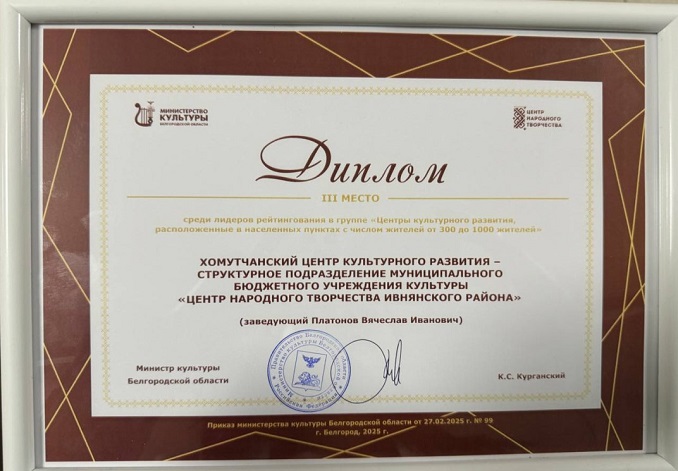 МИНИСТЕРСТВО
КУЛЬТУРЫ
БЕЛГОРОДСКОЙ ОБЛАСТИ
ЦЕНТР
НАРОДНОГО
ТВОРЧЕСТВА
Диплом
III МЕСТО
среди лидеров рейтингования в группе «Центры культурного развития,
расположенные в населенных пунктах с числом жителей от 300 до 1000 жителей»
ХОМУТЧАНСКИЙ ЦЕНТР КУЛЬТУРНОГО РАЗВИТИЯ –
СТРУКТУРНОЕ ПОДРАЗДЕЛЕНИЕ МУНИЦИПАЛЬНОГО
БЮДЖЕТНОГО УЧРЕЖДЕНИЯ КУЛЬТУРЫ
«ЦЕНТР НАРОДНОГО ТВОРЧЕСТВА ИВНЯНСКОГО РАЙОНА»
(заведующий Платонов Вячеслав Иванович)
Министр культуры
Белгородской области
К.С. Курганский
Приказ министерства культуры Белгородской области от 27.02.2025 г. № 99
г. Белгород, 2025 г.